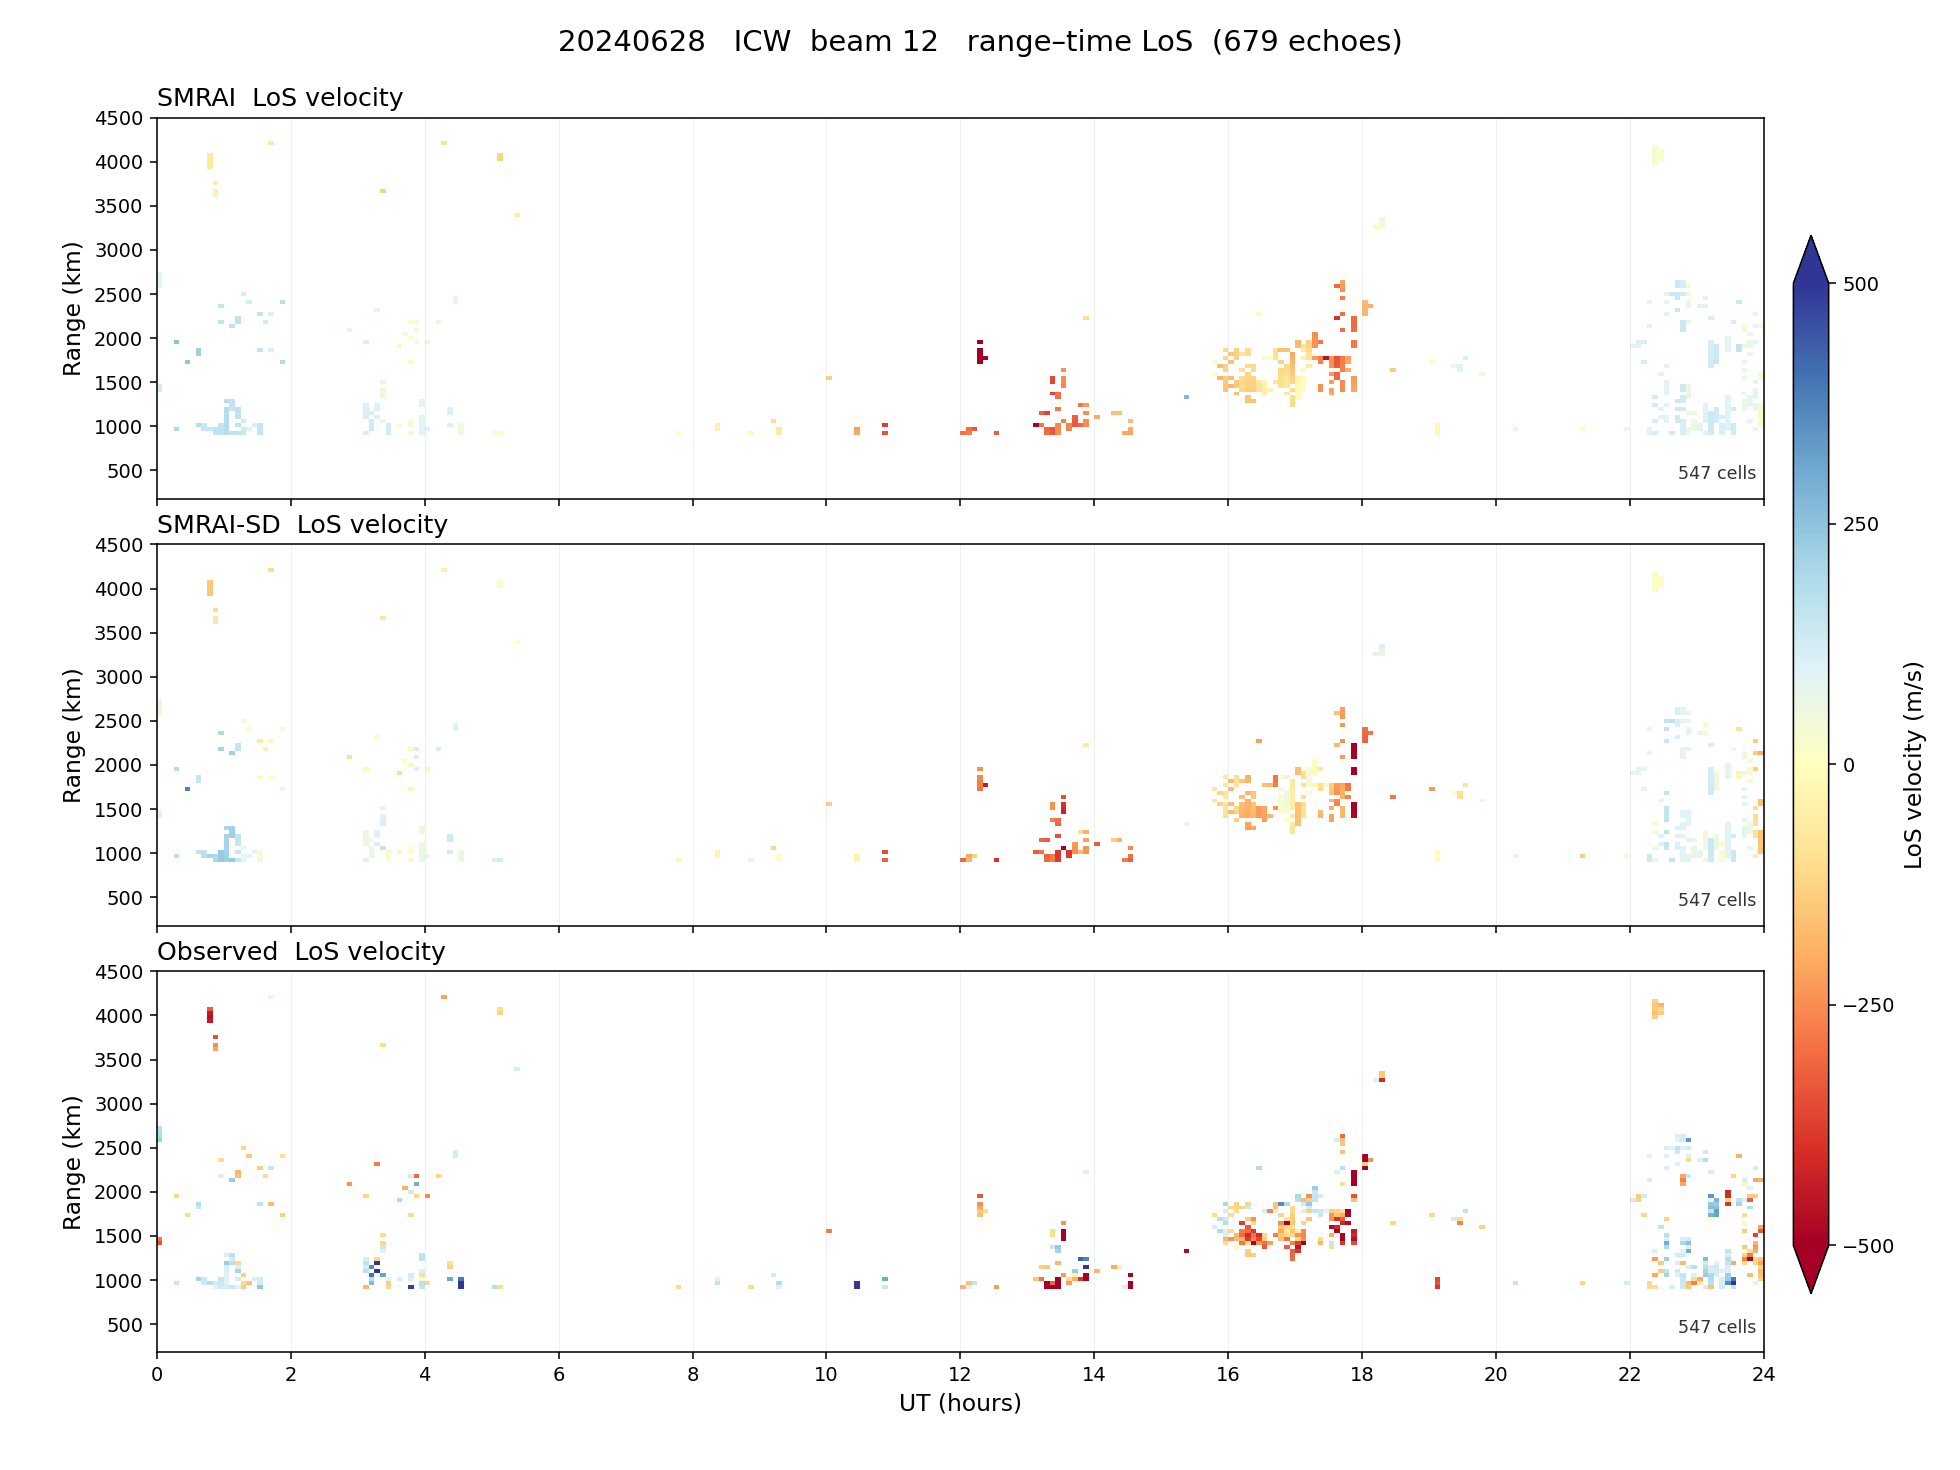 20240628   ICW  beam 12   range–time LoS  (679 echoes)
SMRAI  LoS velocity
4500
4000
3500
3000
2500
2000
1500
1000
500
Range (km)
547 cells
SMRAI-SD  LoS velocity
4500
4000
3500
3000
2500
2000
1500
1000
500
Range (km)
547 cells
Observed  LoS velocity
4500
4000
3500
3000
2500
2000
1500
1000
500
Range (km)
547 cells
0 2 4 6 8 10 12 14 16 18 20 22 24
UT (hours)
500
250
0
−250
−500
LoS velocity (m/s)